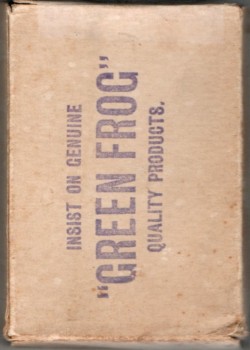 INSIST ON GENUINE
"GREEN FROG"
QUALITY PRODUCTS.